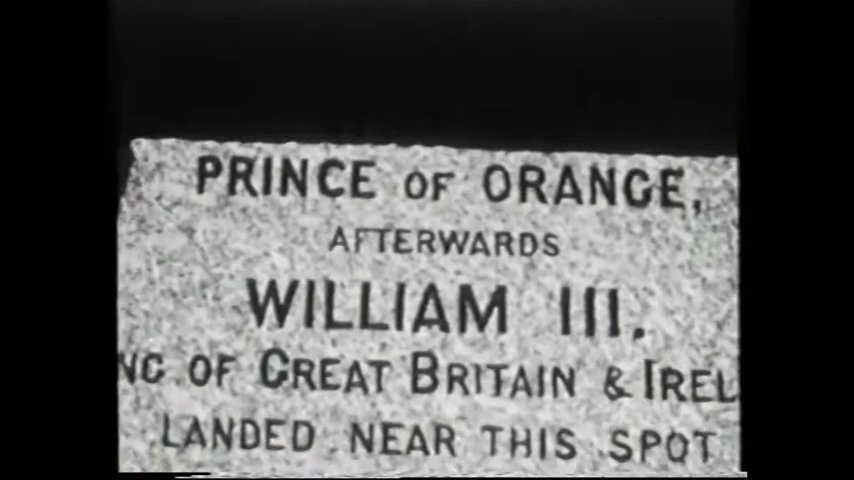 PRINCE OF ORANGE,
AFTERWARDS
WILLIAM III.
NG OF GREAT BRITAIN & IREL
LANDED NEAR THIS SPOT